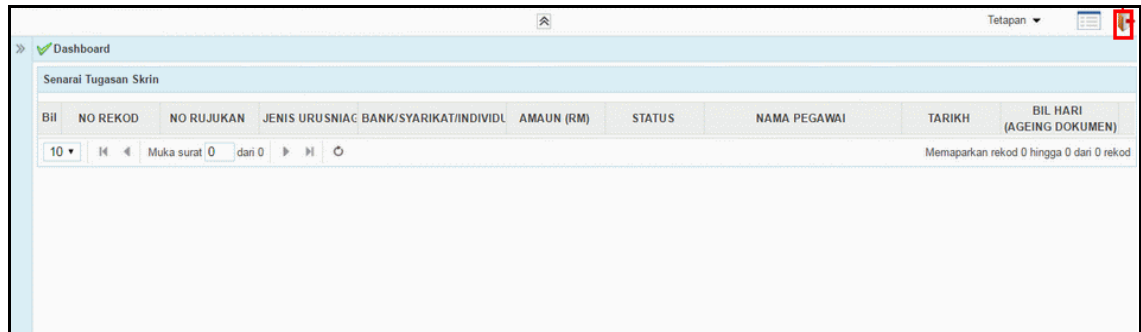 Tetapan
Dashboard
Senarai Tugasan Skrin
Bil NO REKOD NO RUJUKAN JENIS URUSNIAG BANK/SYARIKAT/INDIVIDU AMAUN (RM) STATUS NAMA PEGAWAI TARIKH BIL HARI
(AGEING DOKUMEN)
10 Muka surat 0 dari 0 Memaparkan rekod 0 hingga 0 dari 0 rekod